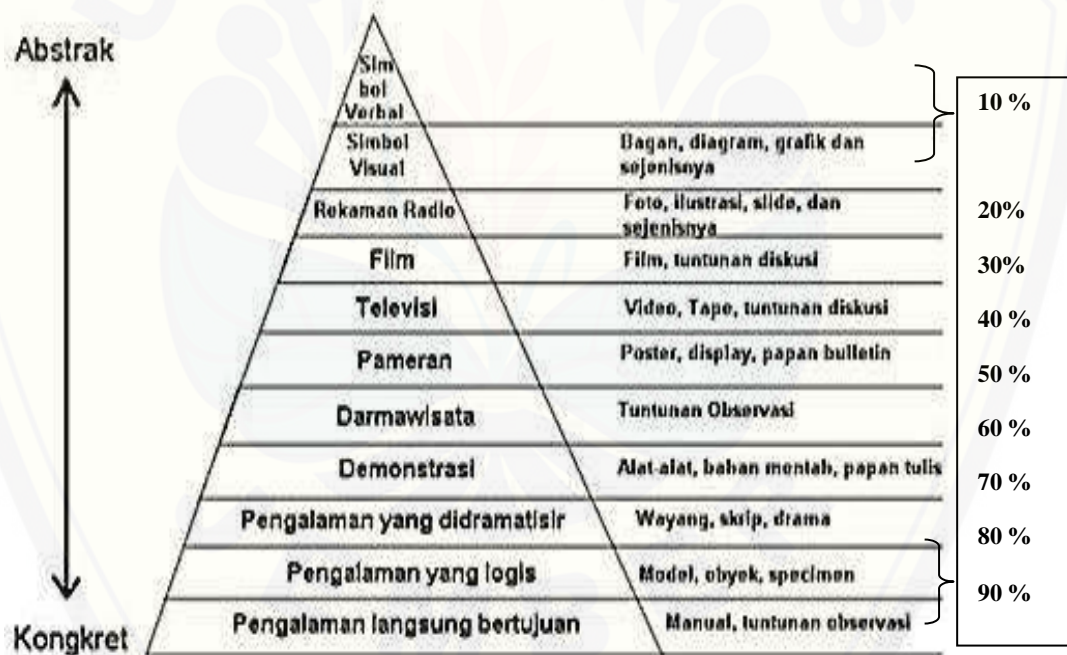 Abstrak
Sim
bol
Verbal
10 %
Simbol
Visual
Bagan, diagram, grafik dan
sejenisnya
Rekaman Radio
Foto, ilustrasi, slide, dan
sejenisnya
20%
Film
Film, tuntunan diskusi
30%
Televisi
Video, Tape, tuntunan diskusi
40 %
Pameran
Poster, display, papan bulletin
50 %
Darmawisata
Tuntunan Observasi
60 %
Demonstrasi
Alat-alat, bahan mentah, papan tulis
70 %
Pengalaman yang didramatisir
Wayang, skrip, drama
80 %
Pengalaman yang logis
Model, obyek, specimen
90 %
Pengalaman langsung bertujuan
Manual, tuntunan observasi
Kongkret